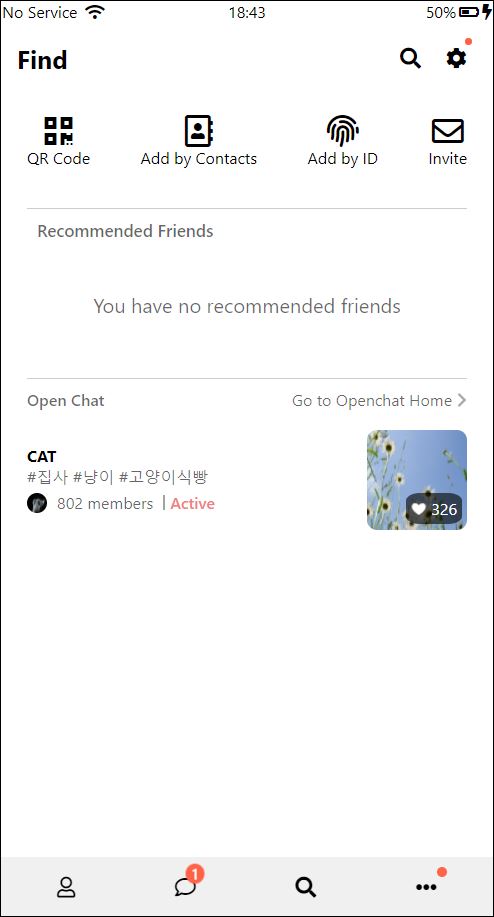 No Service 18:43 50%
Find
QR Code Add by Contacts Add by ID Invite
Recommended Friends
You have no recommended friends
Open Chat Go to Openchat Home
CAT
#집사 #냥이 #고양이식빵
802 members | Active
326
1